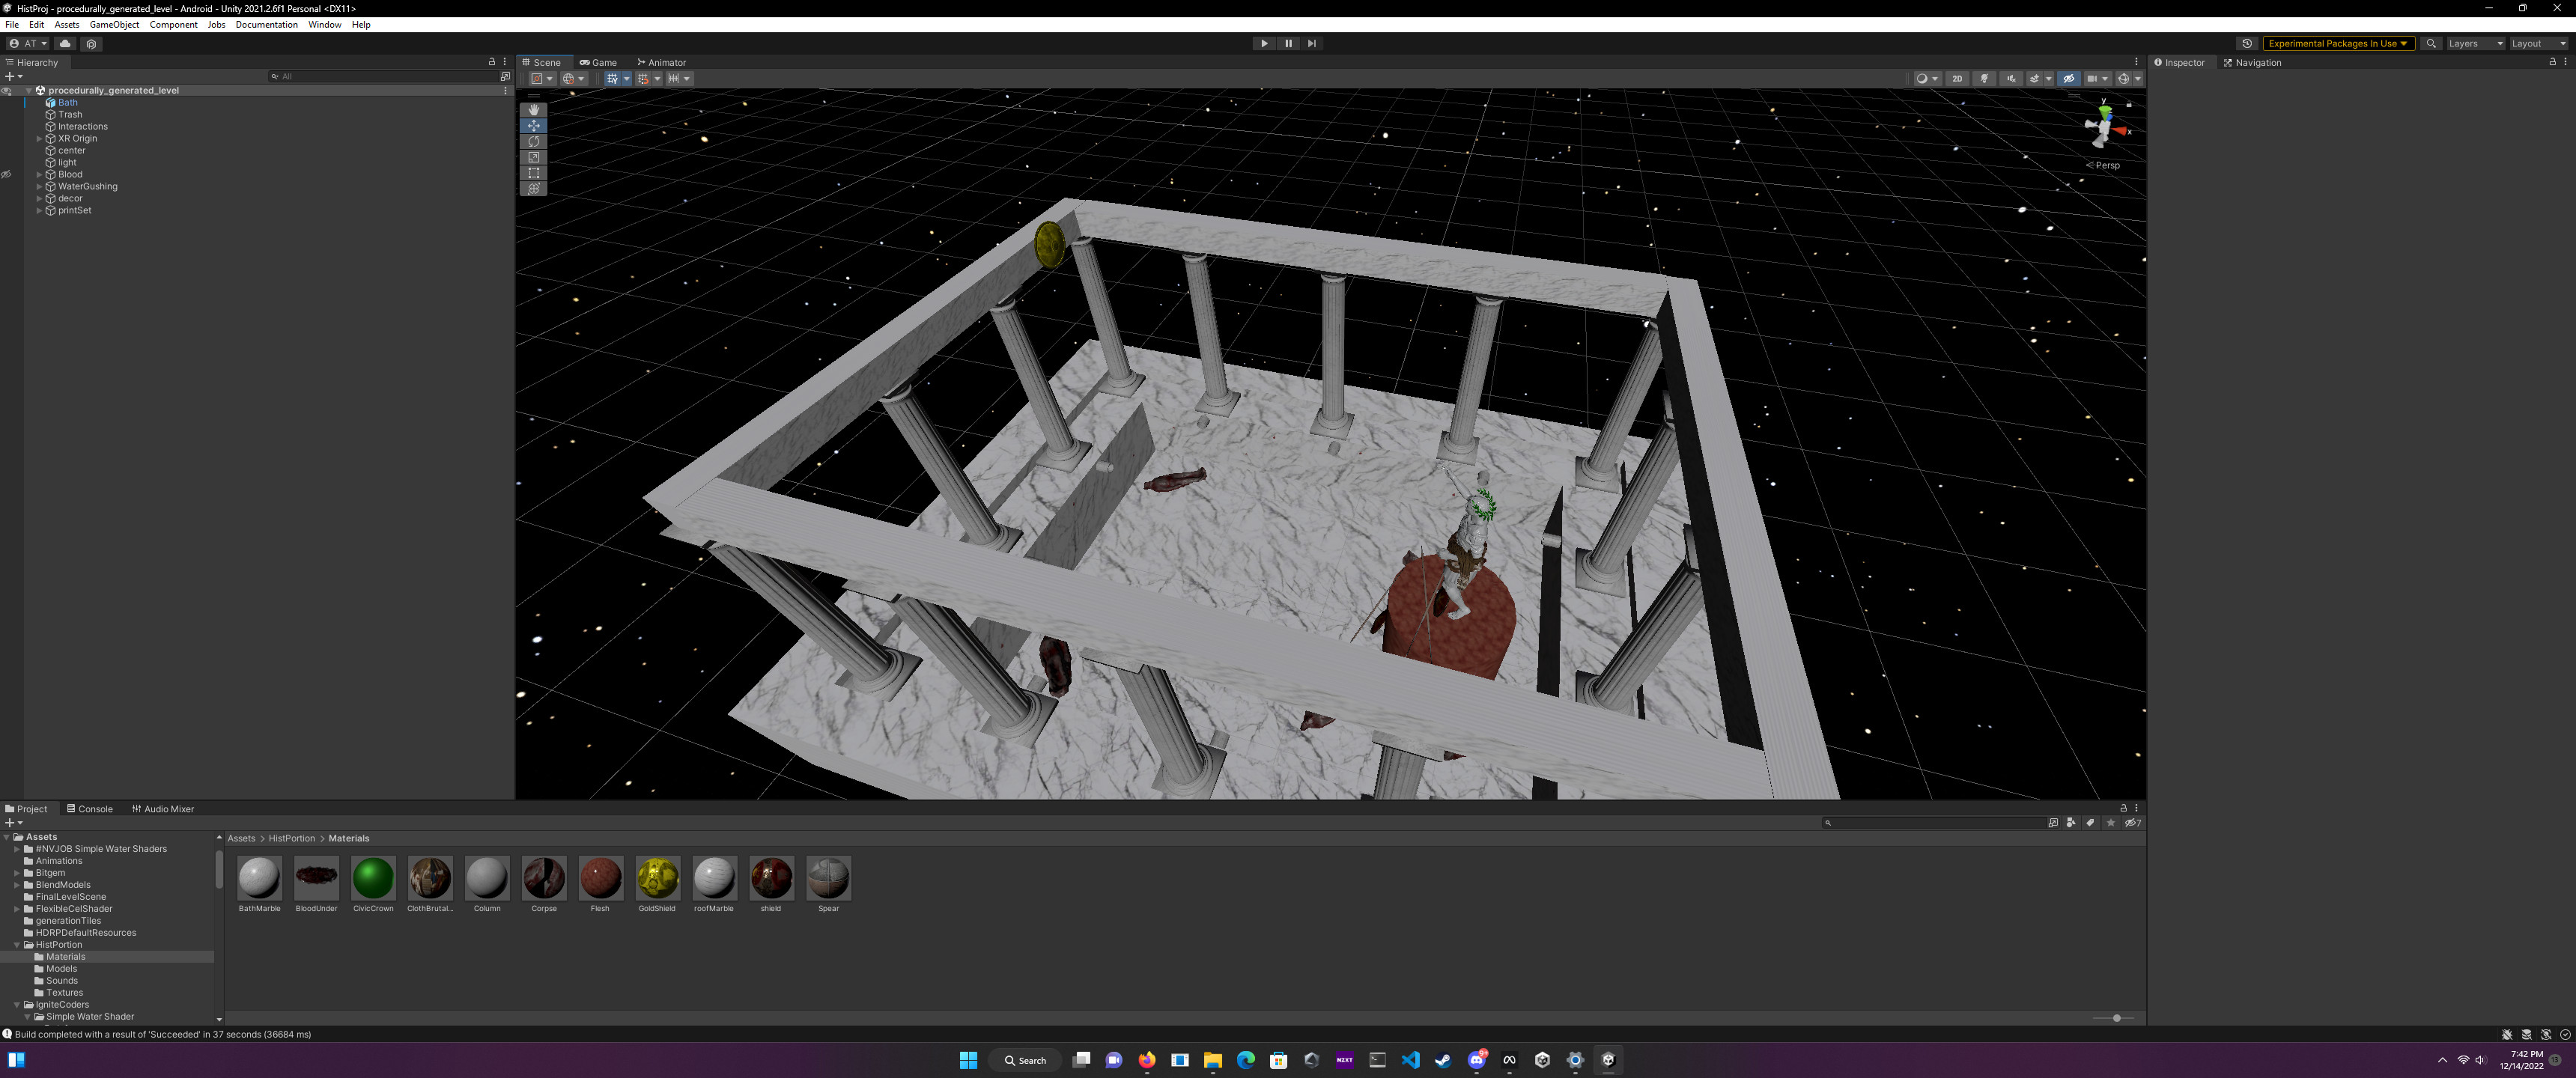 HistProj - procedurally_generated_level - Android - Unity 2021.2.6f1 Personal <DX11>
File Edit Assets GameObject Component Jobs Oculus Destruction Window Help
AT
Experimental Packages In Use Layers Layout
Hierarchy
All
procedurally_generated_level
Bath
Trash
Interactions
XR Origin
center
light
Blood
WaterGushing
decor
printSet
Scene Game Animator
2D
y
x
Persp
Inspector Navigation
Project Console Audio Mixer
7
Assets
#NVJOB Simple Water Shaders
Animations
Bitgem
BlendModels
FinalLevelScene
FlexibleCelShader
generationTiles
HDRPDefaultResources
HistPortion
Materials
Models
Sounds
Textures
IgniteCoders
Simple Water Shader
Assets > HistPortion > Materials
BathMarble BloodUnder CivicCrown ClothBrutal... Column Corpse Flesh GoldShield roofMarble shield Spear
Build completed with a result of 'Succeeded' in 37 seconds (36684 ms)
Search
NZXT
7:42 PM
12/14/2022
13